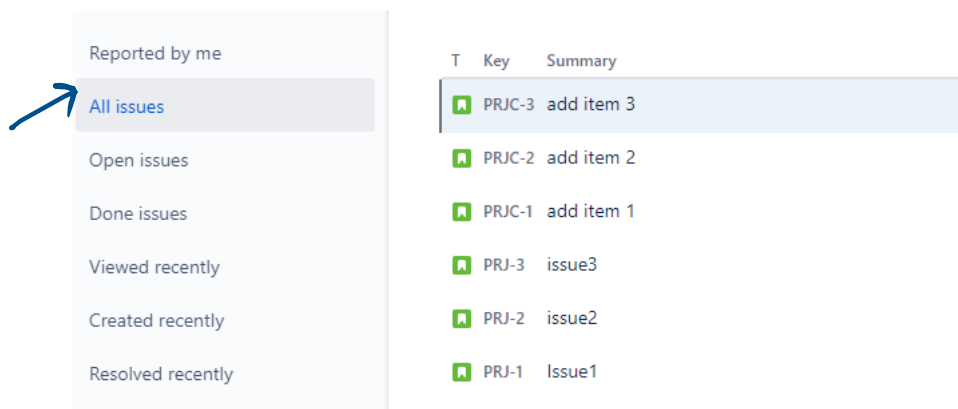 Reported by me
All issues
Open issues
Done issues
Viewed recently
Created recently
Resolved recently
T Key Summary
PRJC-3 add item 3
PRJC-2 add item 2
PRJC-1 add item 1
PRJ-3 issue3
PRJ-2 issue2
PRJ-1 Issue1